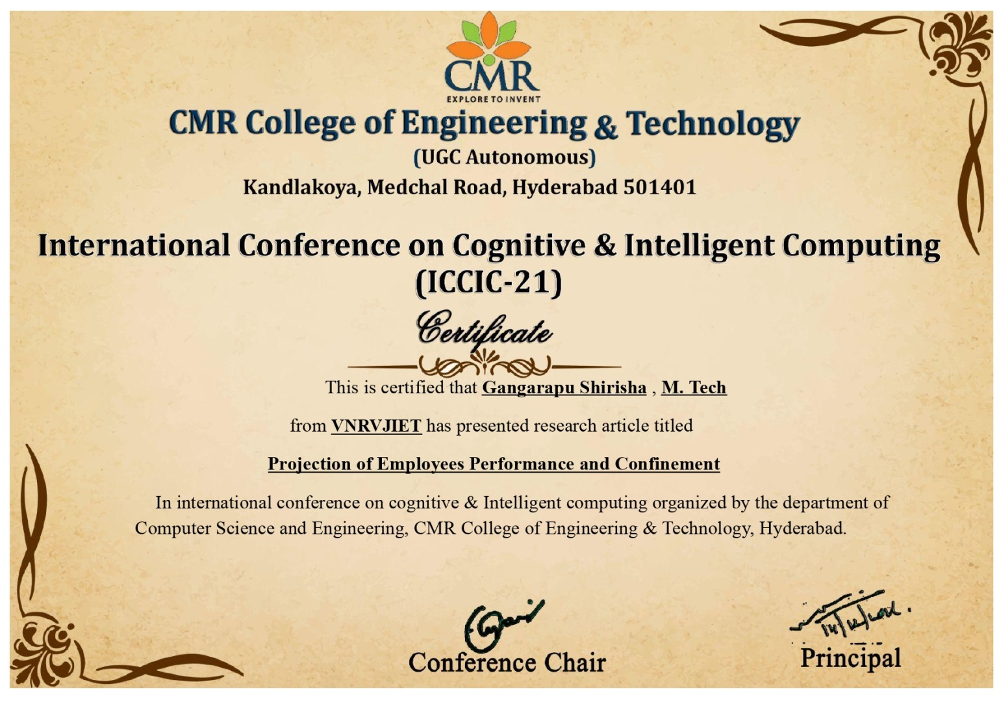 CMR
EXPLORE TO INVENT
CMR College of Engineering & Technology
(UGC Autonomous)
Kandlakoya, Medchal Road, Hyderabad 501401
International Conference on Cognitive & Intelligent Computing
(ICCIC-21)
Certificate
This is certified that Gangarapu Shirisha , M. Tech
from VNRVJIET has presented research article titled
Projection of Employees Performance and Confinement
In international conference on cognitive & Intelligent computing organized by the department of
Computer Science and Engineering, CMR College of Engineering & Technology, Hyderabad.
Conference Chair
Principal